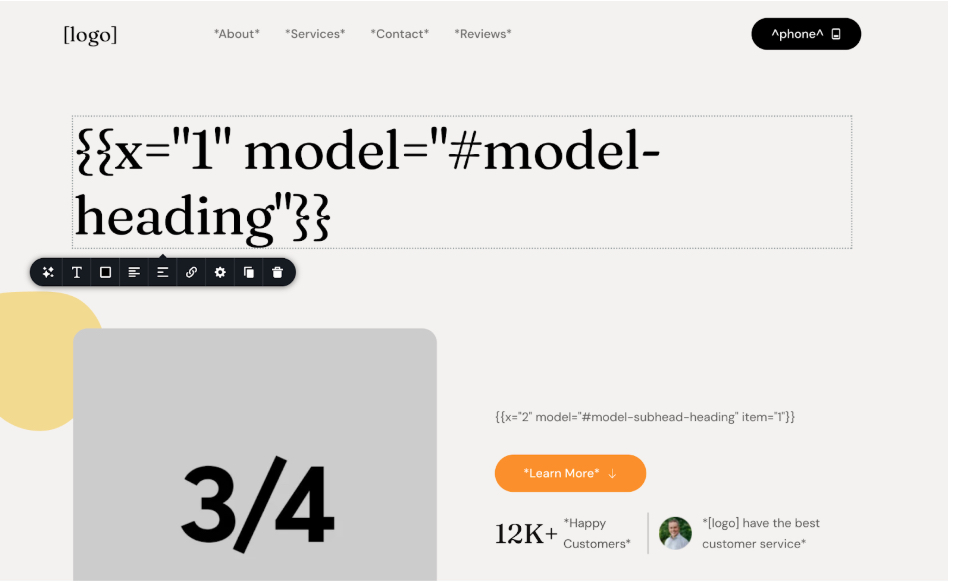 [logo]
*About* *Services* *Contact* *Reviews*
^phone^
{{x="1" model="#model-
heading"}}
T
3/4
{{x="2" model="#model-subhead-heading" item="1"}}
*Learn More* ↓
12K+
*Happy
Customers*
*[logo] have the best
customer service*